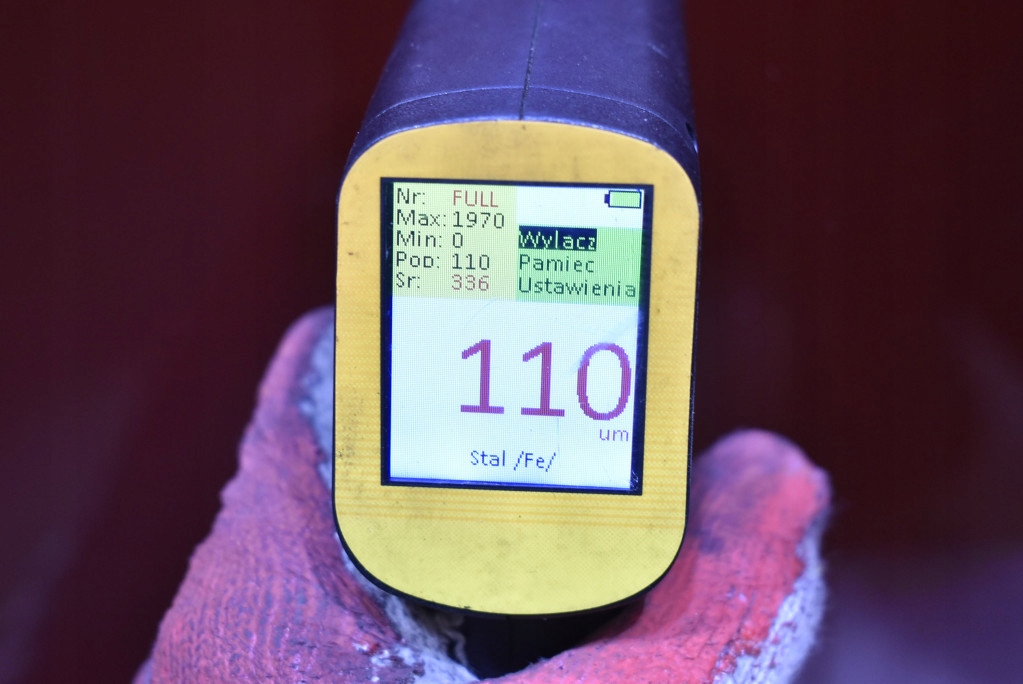 Nr: FULL
Max: 1970
Min: 0 Wylacz
Pop: 110 Pamiec
Sr: 336 Ustawienia
110
um
Stal /Fe/